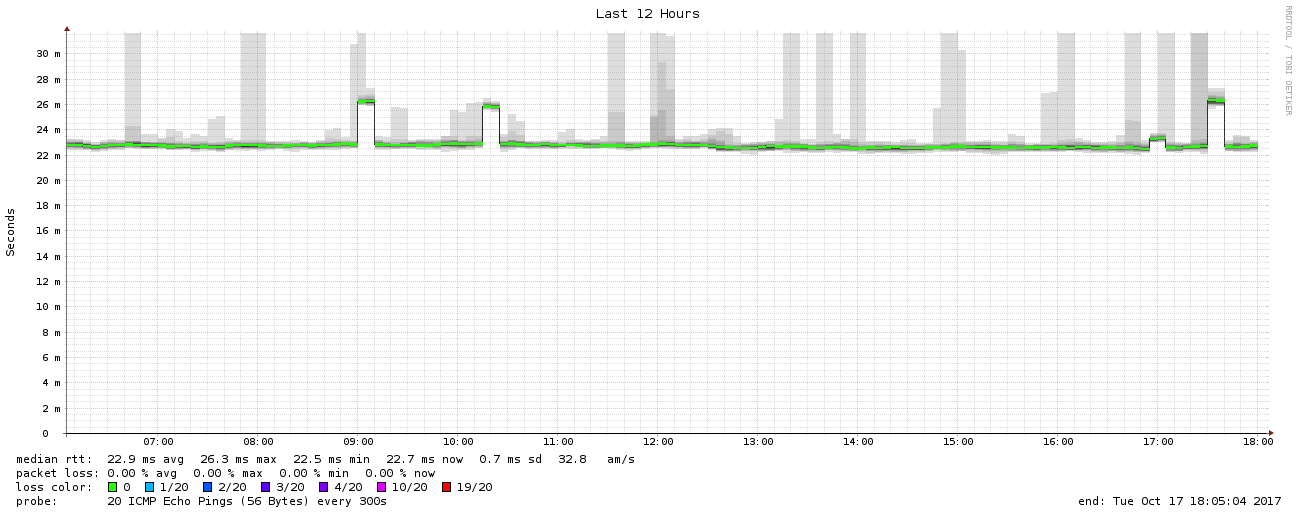 Last 12 Hours
RRDTOOL / TOBI OETIKER
Seconds
30 m
28 m
26 m
24 m
22 m
20 m
18 m
16 m
14 m
12 m
10 m
8 m
6 m
4 m
2 m
0
07:00 08:00 09:00 10:00 11:00 12:00 13:00 14:00 15:00 16:00 17:00 18:00
median rtt: 22.9 ms avg 26.3 ms max 22.5 ms min 22.7 ms now 0.7 ms sd 32.8 am/s
packet loss: 0.00 % avg 0.00 % max 0.00 % min 0.00 % now
loss color: 0 1/20 2/20 3/20 4/20 10/20 19/20
probe: 20 ICMP Echo Pings (56 Bytes) every 300s end: Tue Oct 17 18:05:04 2017